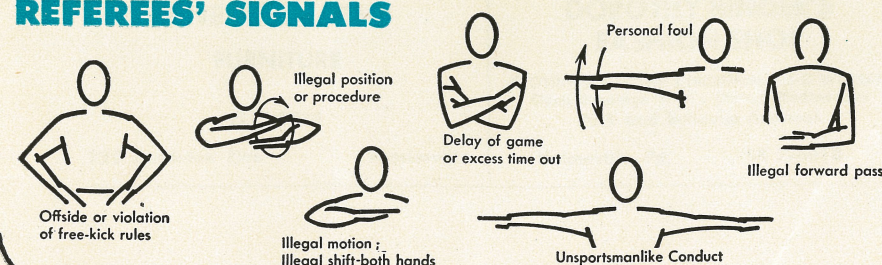 REFEREES' SIGNALS
Offside or violation
of free-kick rules
Illegal position
or procedure
Illegal motion;
Illegal shift-both hands
Delay of game
or excess time out
Personal foul
Illegal forward pass
Unsportsmanlike Conduct